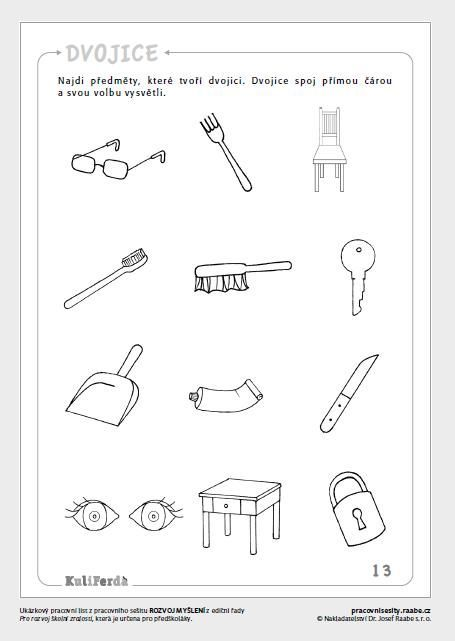 DVOJICE
Najdi předměty, které tvoří dvojici. Dvojice spoj přímou čárou
a svou volbu vysvětli.
KuliFerda
13
Ukázkový pracovní list z pracovního sešitu ROZVOJ MYŠLENÍ z ediční řady
Pro rozvoj školní zralosti, která je určena pro předškoláky.
pracovnisesity.raabe.cz
© Nakladatelství Dr. Josef Raabe s.r.o.